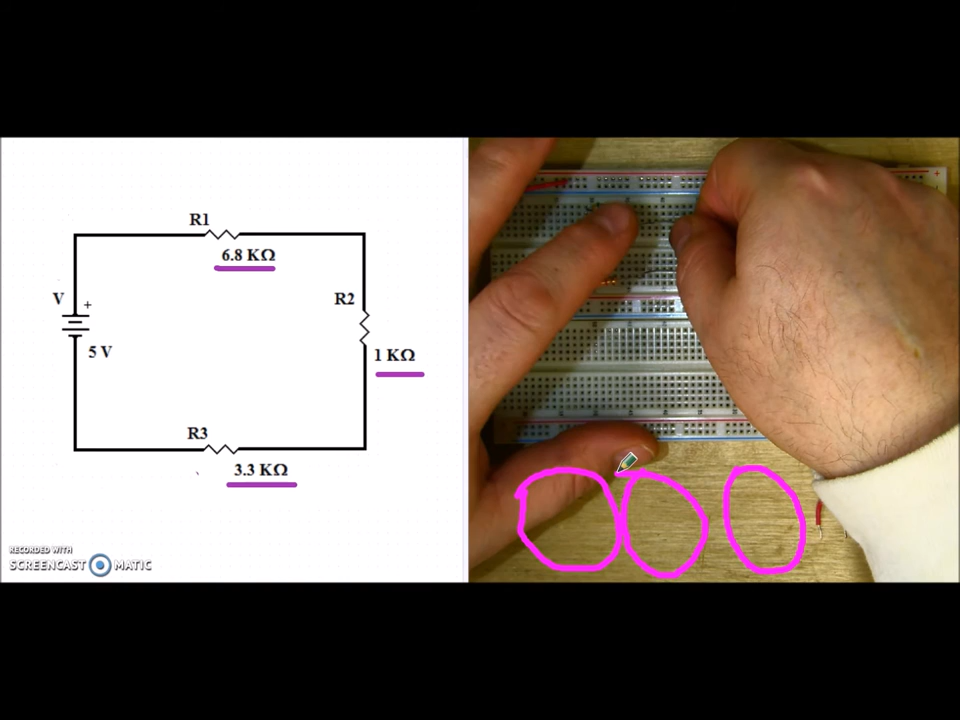 R1
6.8 KΩ
V
+
R2
5 V
1 KΩ
R3
3.3 KΩ
RECORDED WITH
SCREENCAST MATIC